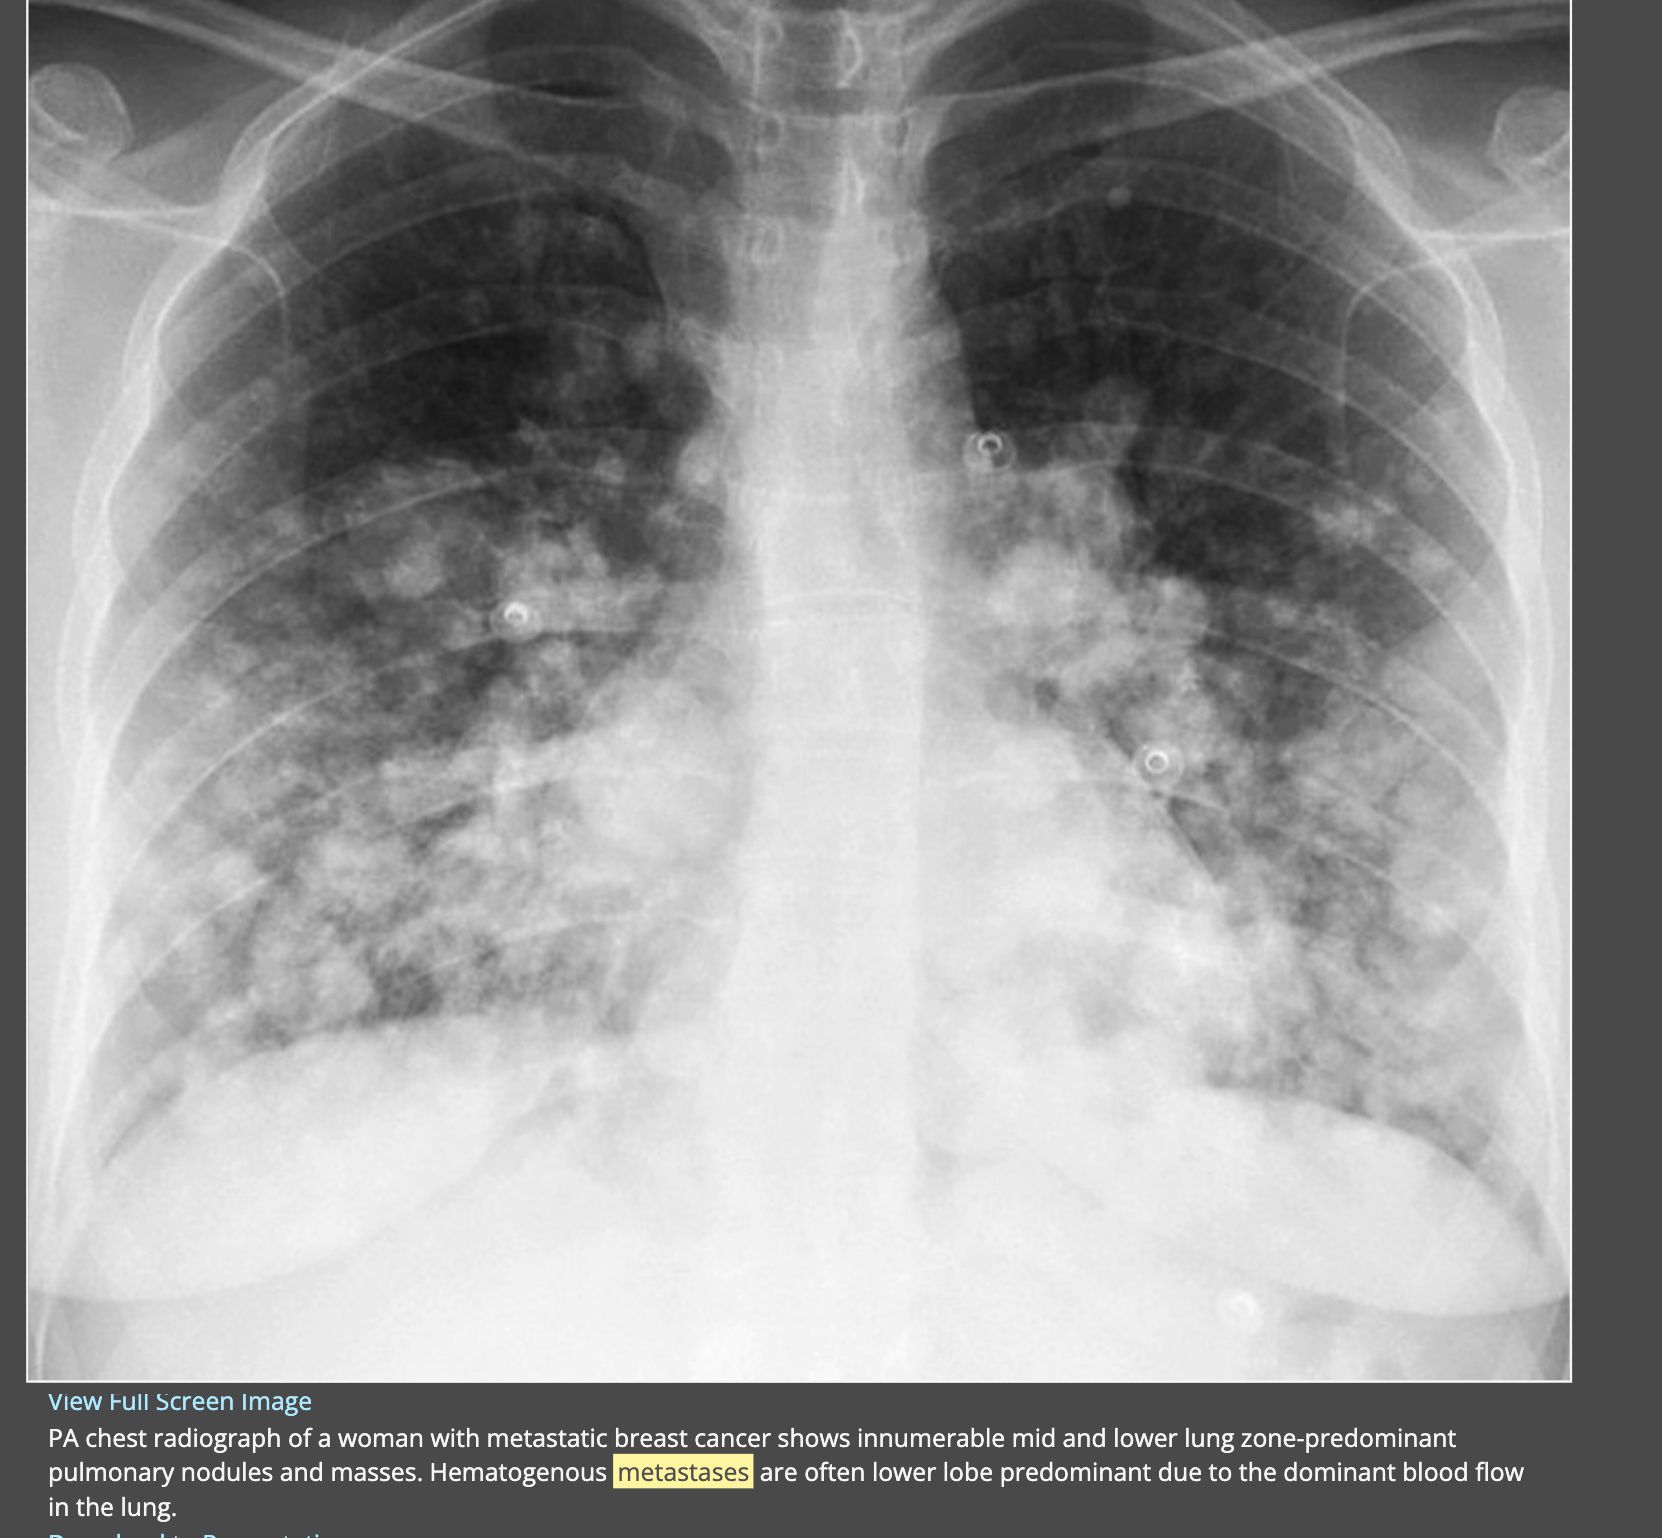 View Full Screen Image
PA chest radiograph of a woman with metastatic breast cancer shows innumerable mid and lower lung zone-predominant
pulmonary nodules and masses. Hematogenous metastases are often lower lobe predominant due to the dominant blood flow
in the lung.